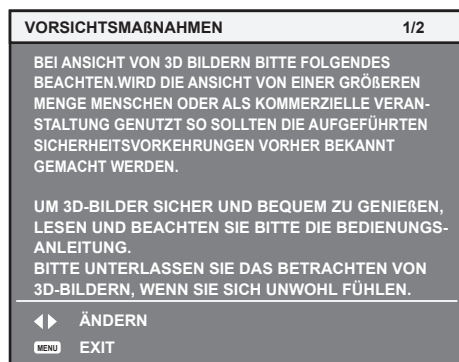 VORSICHTSMAßNAHMEN 1/2
BEI ANSICHT VON 3D BILDERN BITTE FOLGENDES
BEACHTEN.WIRD DIE ANSICHT VON EINER GRÖßEREN
MENGE MENSCHEN ODER ALS KOMMERZIELLE VERAN-
STALTUNG GENUTZT SO SOLLTEN DIE AUFGEFÜHRTEN
SICHERHEITSVORKEHRUNGEN VORHER BEKANNT
GEMACHT WERDEN.
UM 3D-BILDER SICHER UND BEQUEM ZU GENIEßEN,
LESEN UND BEACHTEN SIE BITTE DIE BEDIENUNGS-
ANLEITUNG.
BITTE UNTERLASSEN SIE DAS BETRACHTEN VON
3D-BILDERN, WENN SIE SICH UNWOHL FÜHLEN.
ÄNDERN
MENU EXIT